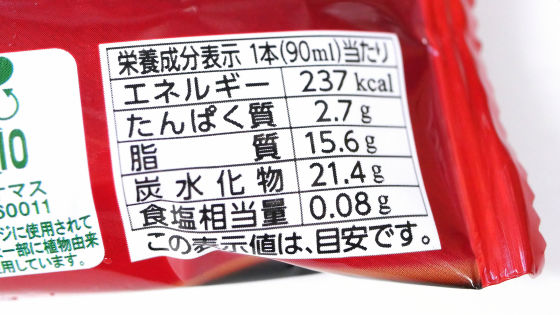 栄養成分表示 1本(90ml)当たり
エネルギー 237 kcal
たんぱく質 2.7 g
脂質 15.6 g
炭水化物 21.4 g
食塩相当量 0.08 g
この表示値は、目安です。
10
マス
0011
ジに使用されて
一部に植物由来
用しています。